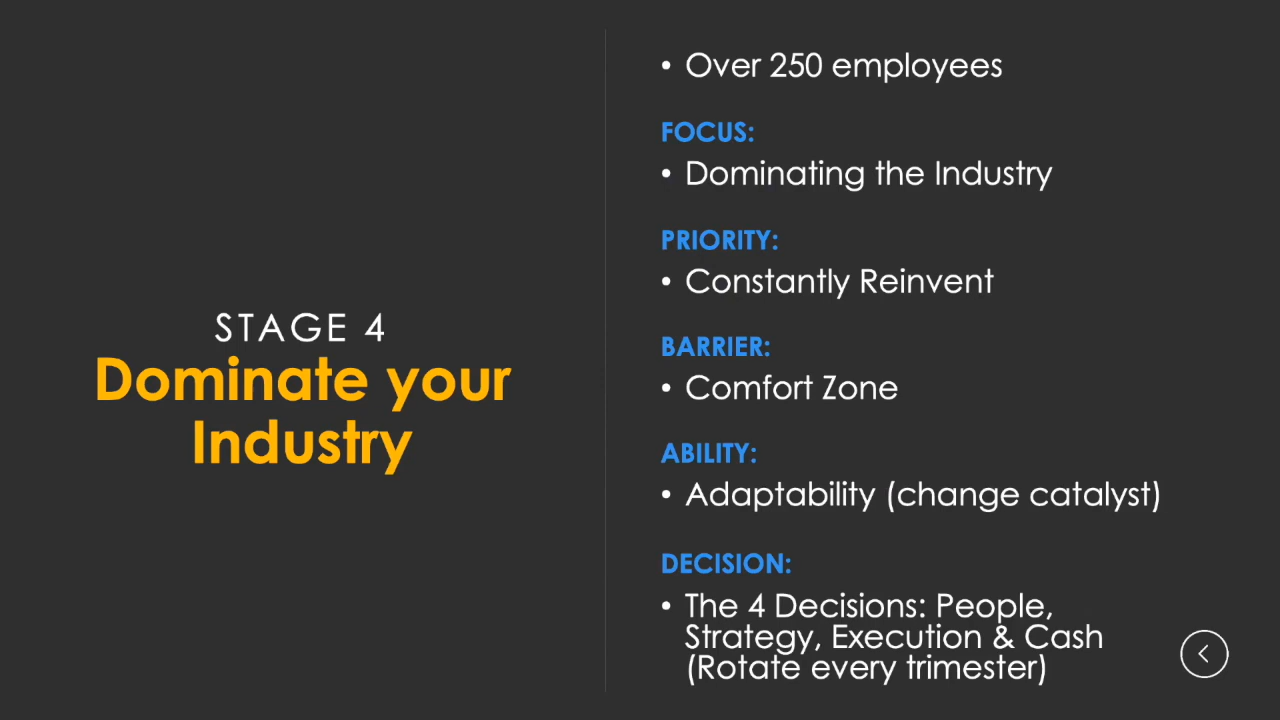 STAGE 4
Dominate your
Industry
• Over 250 employees
FOCUS:
• Dominating the Industry
PRIORITY:
• Constantly Reinvent
BARRIER:
• Comfort Zone
ABILITY:
• Adaptability (change catalyst)
DECISION:
• The 4 Decisions: People,
Strategy, Execution & Cash
(Rotate every trimester)